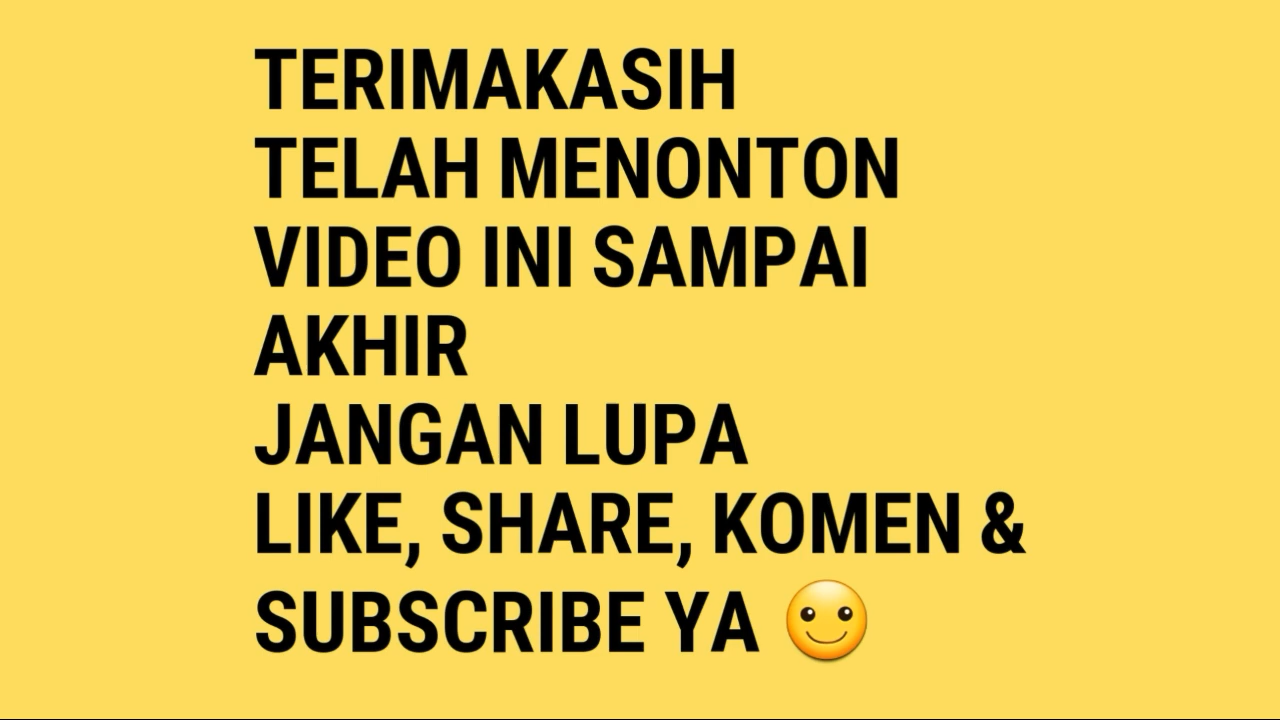 TERIMAKASIH
TELAH MENONTON
VIDEO INI SAMPAI
AKHIR
JANGAN LUPA
LIKE, SHARE, KOMEN &
SUBSCRIBE YA 🙂